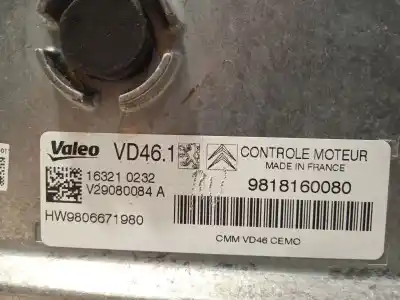 Valeo VD46.1 CONTROLE MOTEUR
MADE IN FRANCE
16321 0232
V29080084 A
9818160080
HW9806671980
CMM VD46 CEMO